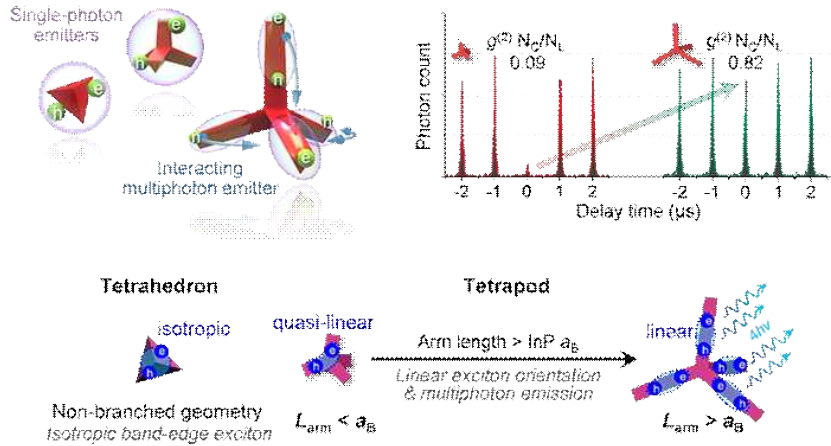 Single-photon
emitters
e
h
e
h
e
h
h
e
h
Interacting
multiphoton emitter
Photon count
g(2) NC/NL
0.09
g(2) NC/NL
0.82
-2 -1 0 1 2
-2 -1 0 1 2
Delay time (µs)
Tetrahedron
Tetrapod
isotropic
quasi-linear
linear
e
h
e
h
Arm length > InP aB
Linear exciton orientation
& multiphoton emission
4hν
e
h
h
e
h
e
e
h
Non-branched geometry
Isotropic band-edge exciton
Larm < aB
Larm > aB